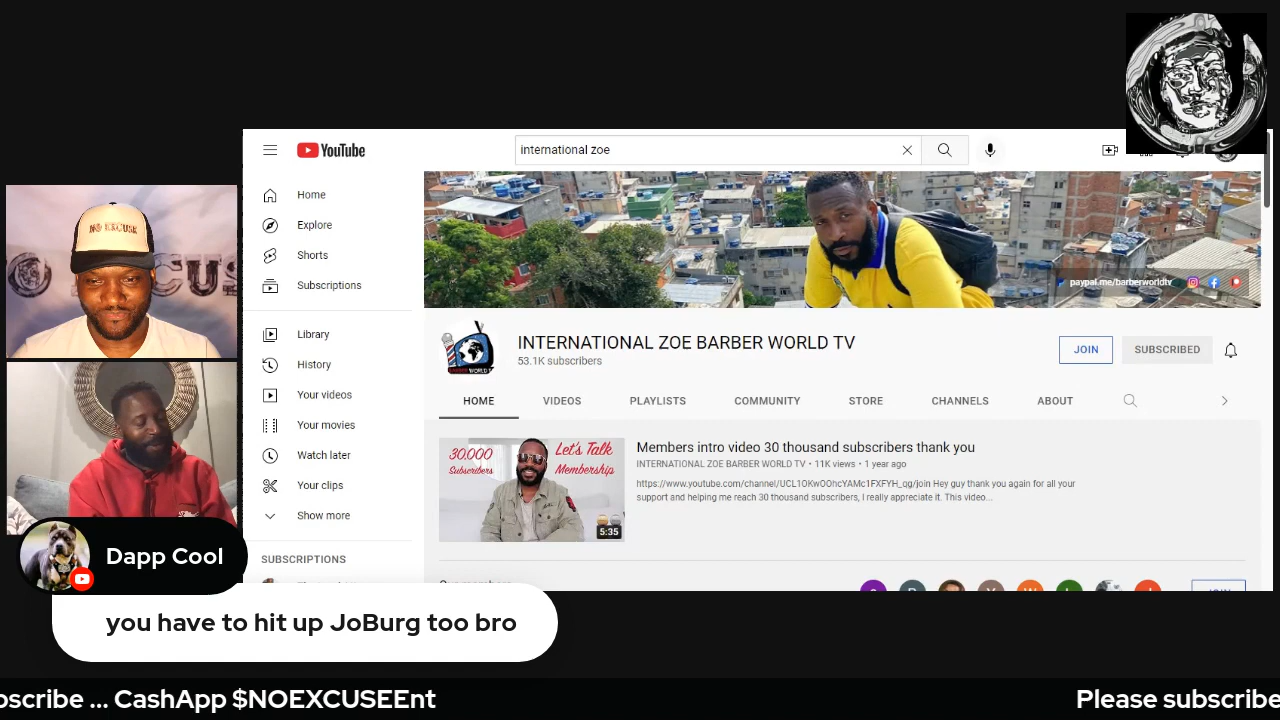 YouTube
international zoe
Home
Explore
Shorts
Subscriptions
Library
History
Your videos
Your movies
Watch later
Your clips
Show more
SUBSCRIPTIONS
NO EXCUSE
paypal.me/barberworldtv
INTERNATIONAL ZOE BARBER WORLD TV
53.1K subscribers
JOIN
SUBSCRIBED
HOME
VIDEOS
PLAYLISTS
COMMUNITY
STORE
CHANNELS
ABOUT
30,000
Subscribers
Let's Talk
Membership
5:35
Members intro video 30 thousand subscribers thank you
INTERNATIONAL ZOE BARBER WORLD TV • 11K views • 1 year ago
https://www.youtube.com/channel/UCL1OKwOOhcYAMc1FXFYH_qg/join Hey guy thank you again for all your
support and helping me reach 30 thousand subscribers, I really appreciate it. This video...
Dapp Cool
you have to hit up JoBurg too bro
oscribe ... CashApp $NOEXCUSEEnt
Please subscribe